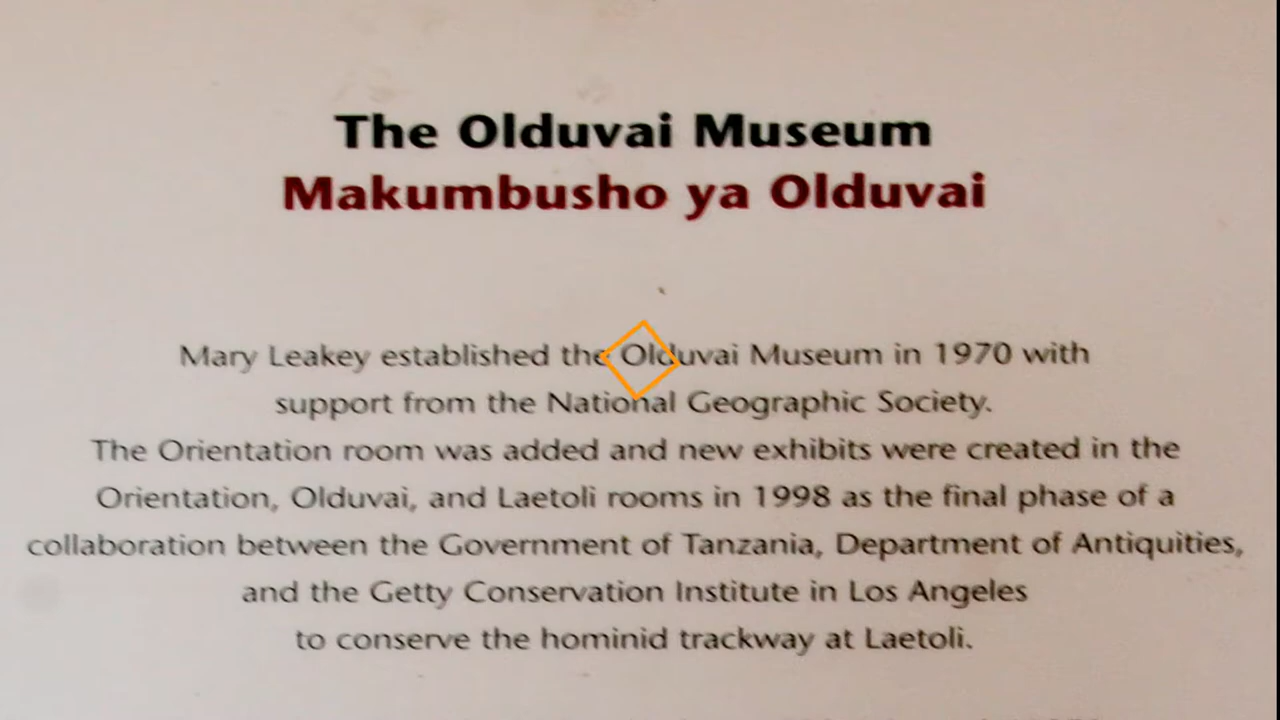 The Olduvai Museum
Makumbusho ya Olduvai
Mary Leakey established the Olduvai Museum in 1970 with
support from the National Geographic Society.
The Orientation room was added and new exhibits were created in the
Orientation, Olduvai, and Laetoli rooms in 1998 as the final phase of a
collaboration between the Government of Tanzania, Department of Antiquities,
and the Getty Conservation Institute in Los Angeles
to conserve the hominid trackway at Laetoli.